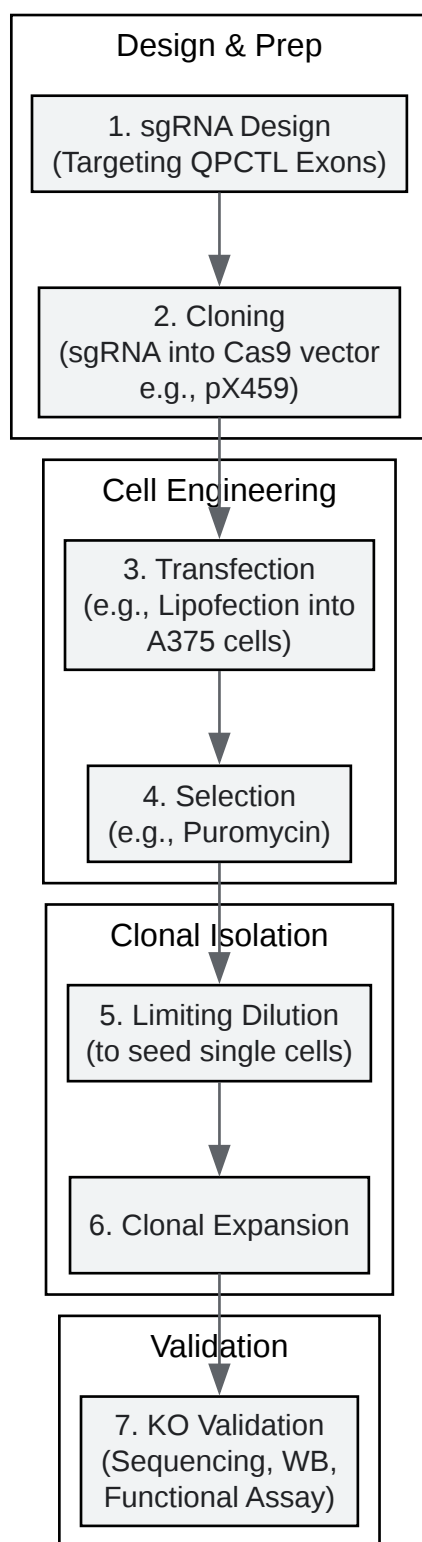 Design & Prep
1. sgRNA Design
(Targeting QPCTL Exons)
2. Cloning
(sgRNA into Cas9 vector
e.g., pX459)
Cell Engineering
3. Transfection
(e.g., Lipofection into
A375 cells)
4. Selection
(e.g., Puromycin)
Clonal Isolation
5. Limiting Dilution
(to seed single cells)
6. Clonal Expansion
Validation
7. KO Validation
(Sequencing, WB,
Functional Assay)